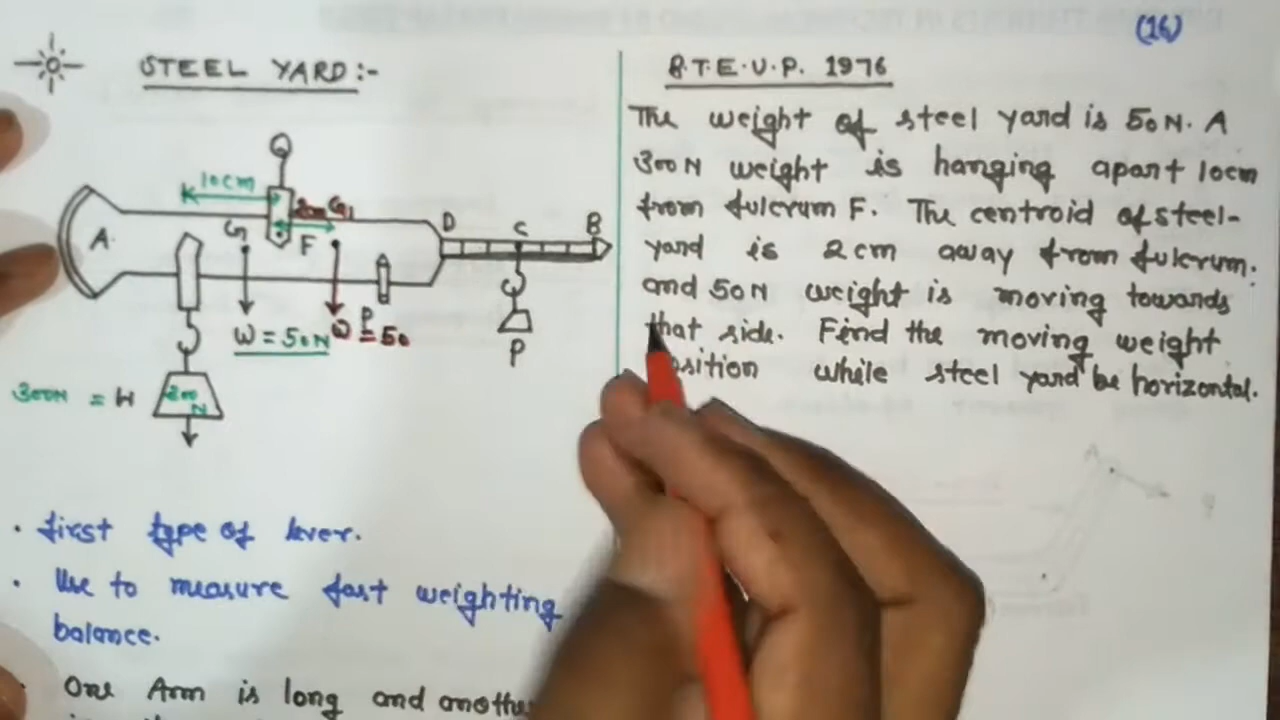 (16)
STEEL YARD:-
Q
10cm
2cm G1
A
G
F
D
C
B
W = 50N
P = 50
W
P
300N = H
300 N
. first type of lever.
. Use to measure fast weighting
balance.
One Arm is long and another
B.T.E.U.P. 1976
The weight of steel yard is 50N. A
300N weight is hanging apart 10cm
from fulcrum F. The centroid of steel-
yard is 2cm away from fulcrum.
and 50N weight is moving towards
that side. Find the moving weight
position while steel yard be horizontal.